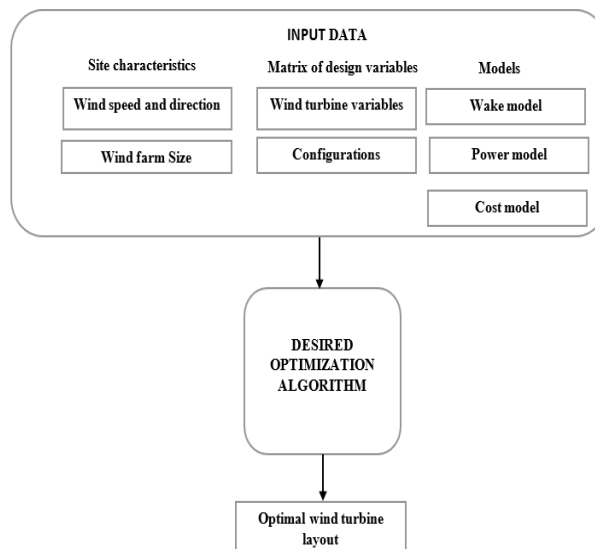 INPUT DATA
Site characteristics
Matrix of design variables
Models
Wind speed and direction
Wind turbine variables
Wake model
Wind farm Size
Configurations
Power model
Cost model
DESIRED
OPTIMIZATION
ALGORITHM
Optimal wind turbine
layout